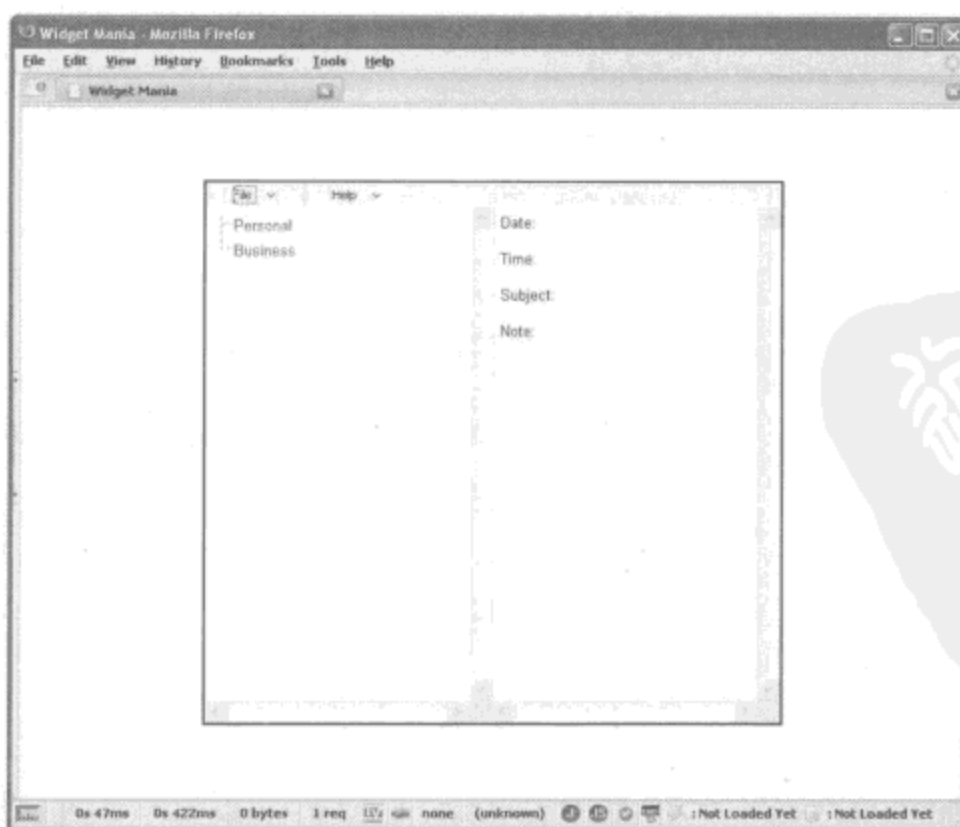 Widget Mania - Mozilla Firefox
File Edit View History Bookmarks Tools Help
Widget Mania
File Help
Personal
Business
Date:
Time:
Subject:
Note:
0s 47ms 0s 422ms 0 bytes 1 req none (unknown) : Not Loaded Yet : Not Loaded Yet